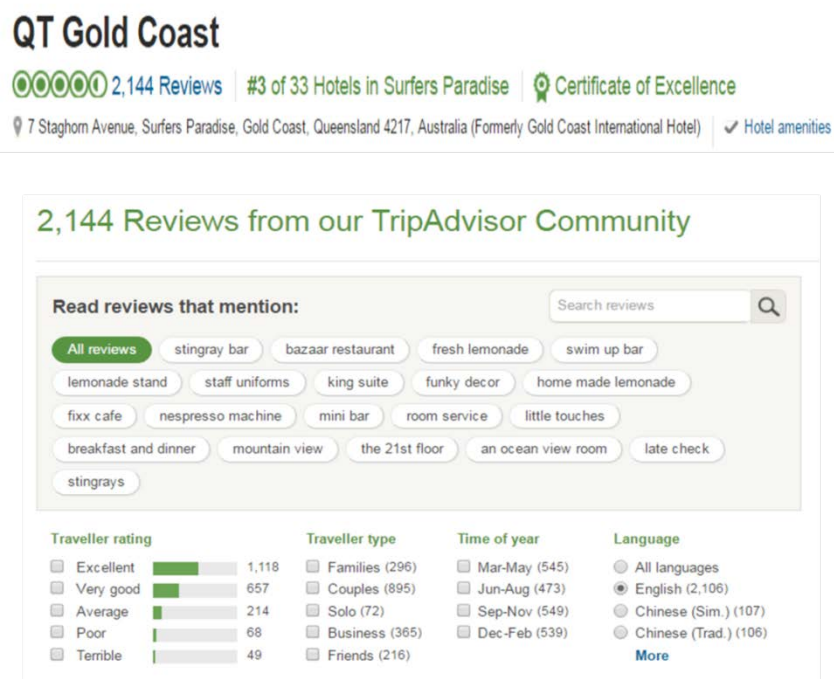 QT Gold Coast
2,144 Reviews #3 of 33 Hotels in Surfers Paradise Certificate of Excellence
7 Staghorn Avenue, Surfers Paradise, Gold Coast, Queensland 4217, Australia (Formerly Gold Coast International Hotel) Hotel amenities
2,144 Reviews from our TripAdvisor Community
Read reviews that mention: Search reviews
All reviews stingray bar bazaar restaurant fresh lemonade swim up bar
lemonade stand staff uniforms king suite funky decor home made lemonade
fixx cafe nespresso machine mini bar room service little touches
breakfast and dinner mountain view the 21st floor an ocean view room late check
stingrays
Traveller rating Traveller type Time of year Language
Excellent 1,118 Families (296) Mar-May (545) All languages
Very good 657 Couples (895) Jun-Aug (473) English (2,106)
Average 214 Solo (72) Sep-Nov (549) Chinese (Sim.) (107)
Poor 68 Business (365) Dec-Feb (539) Chinese (Trad.) (106)
Terrible 49 Friends (216) More